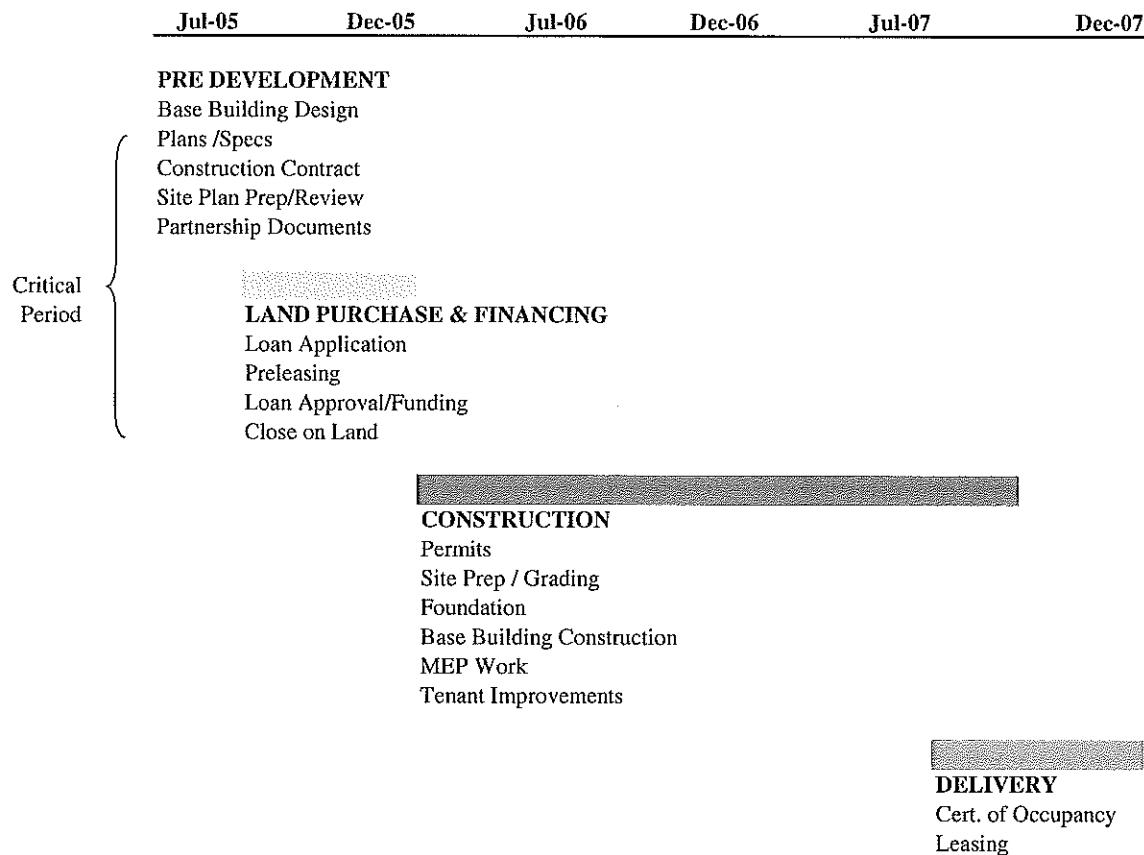 Jul-05 Dec-05 Jul-06 Dec-06 Jul-07 Dec-07
PRE DEVELOPMENT
Base Building Design
Plans /Specs
Construction Contract
Site Plan Prep/Review
Partnership Documents
Critical
Period
LAND PURCHASE & FINANCING
Loan Application
Preleasing
Loan Approval/Funding
Close on Land
CONSTRUCTION
Permits
Site Prep / Grading
Foundation
Base Building Construction
MEP Work
Tenant Improvements
DELIVERY
Cert. of Occupancy
Leasing